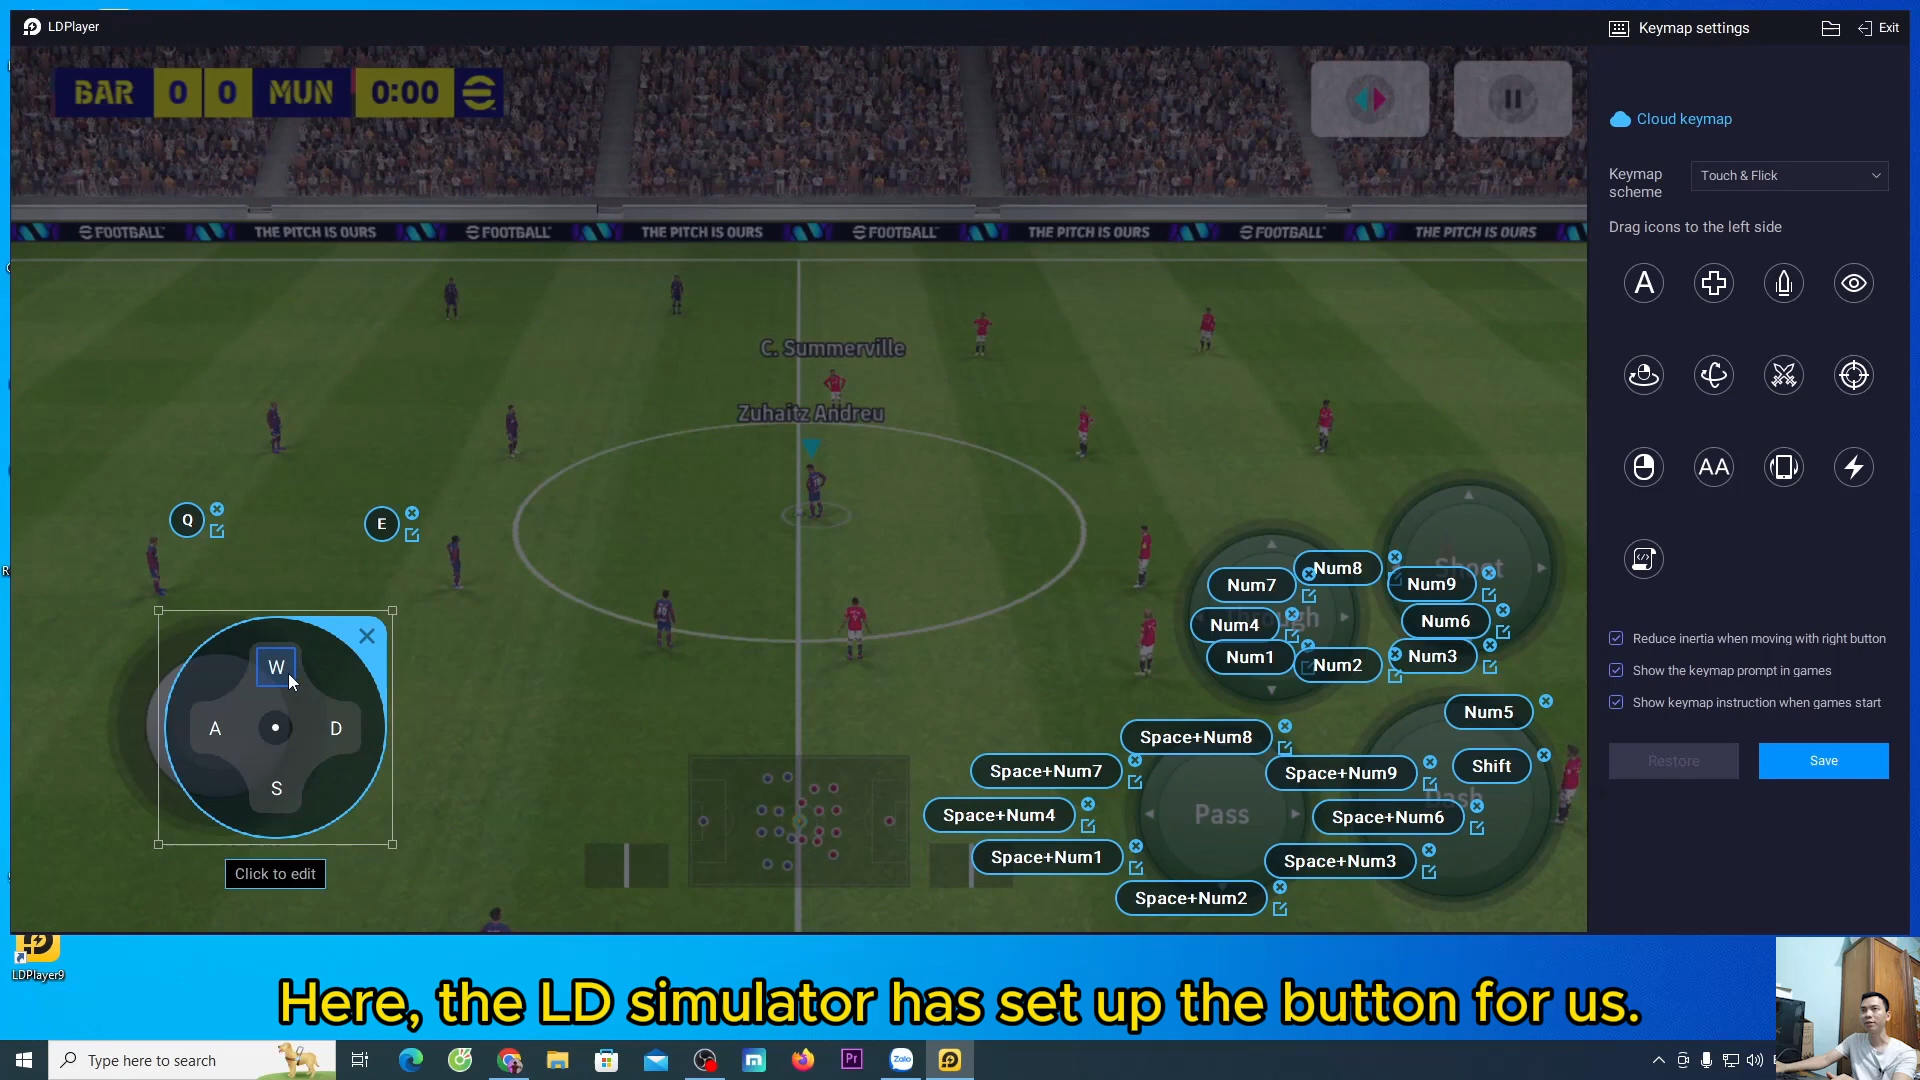 LDPlayer
Keymap settings
Exit
BAR 0 0 MUN 0:00
Cloud keymap
Keymap scheme
Touch & Flick
Drag icons to the left side
EFOOTBALL THE PITCH IS OURS EFOOTBALL THE PITCH IS OURS EFOOTBALL THE PITCH IS OURS EFOOTBALL THE PITCH IS OURS
A
C. Summerville
Zuhaitz Andreu
AA
Q
E
Shoot
Num7
Num8
Num9
Num4
Num6
Num1
Num2
Num3
Reduce inertia when moving with right button
Show the keymap prompt in games
Show keymap instruction when games start
W
A
D
S
Click to edit
Num5
Space+Num8
Space+Num7
Space+Num9
Shift
Dash
Space+Num4
Pass
Space+Num6
Space+Num1
Space+Num3
Space+Num2
Restore
Save
LDPlayer9
Here, the LD simulator has set up the button for us.
Type here to search
Pr
Zalo